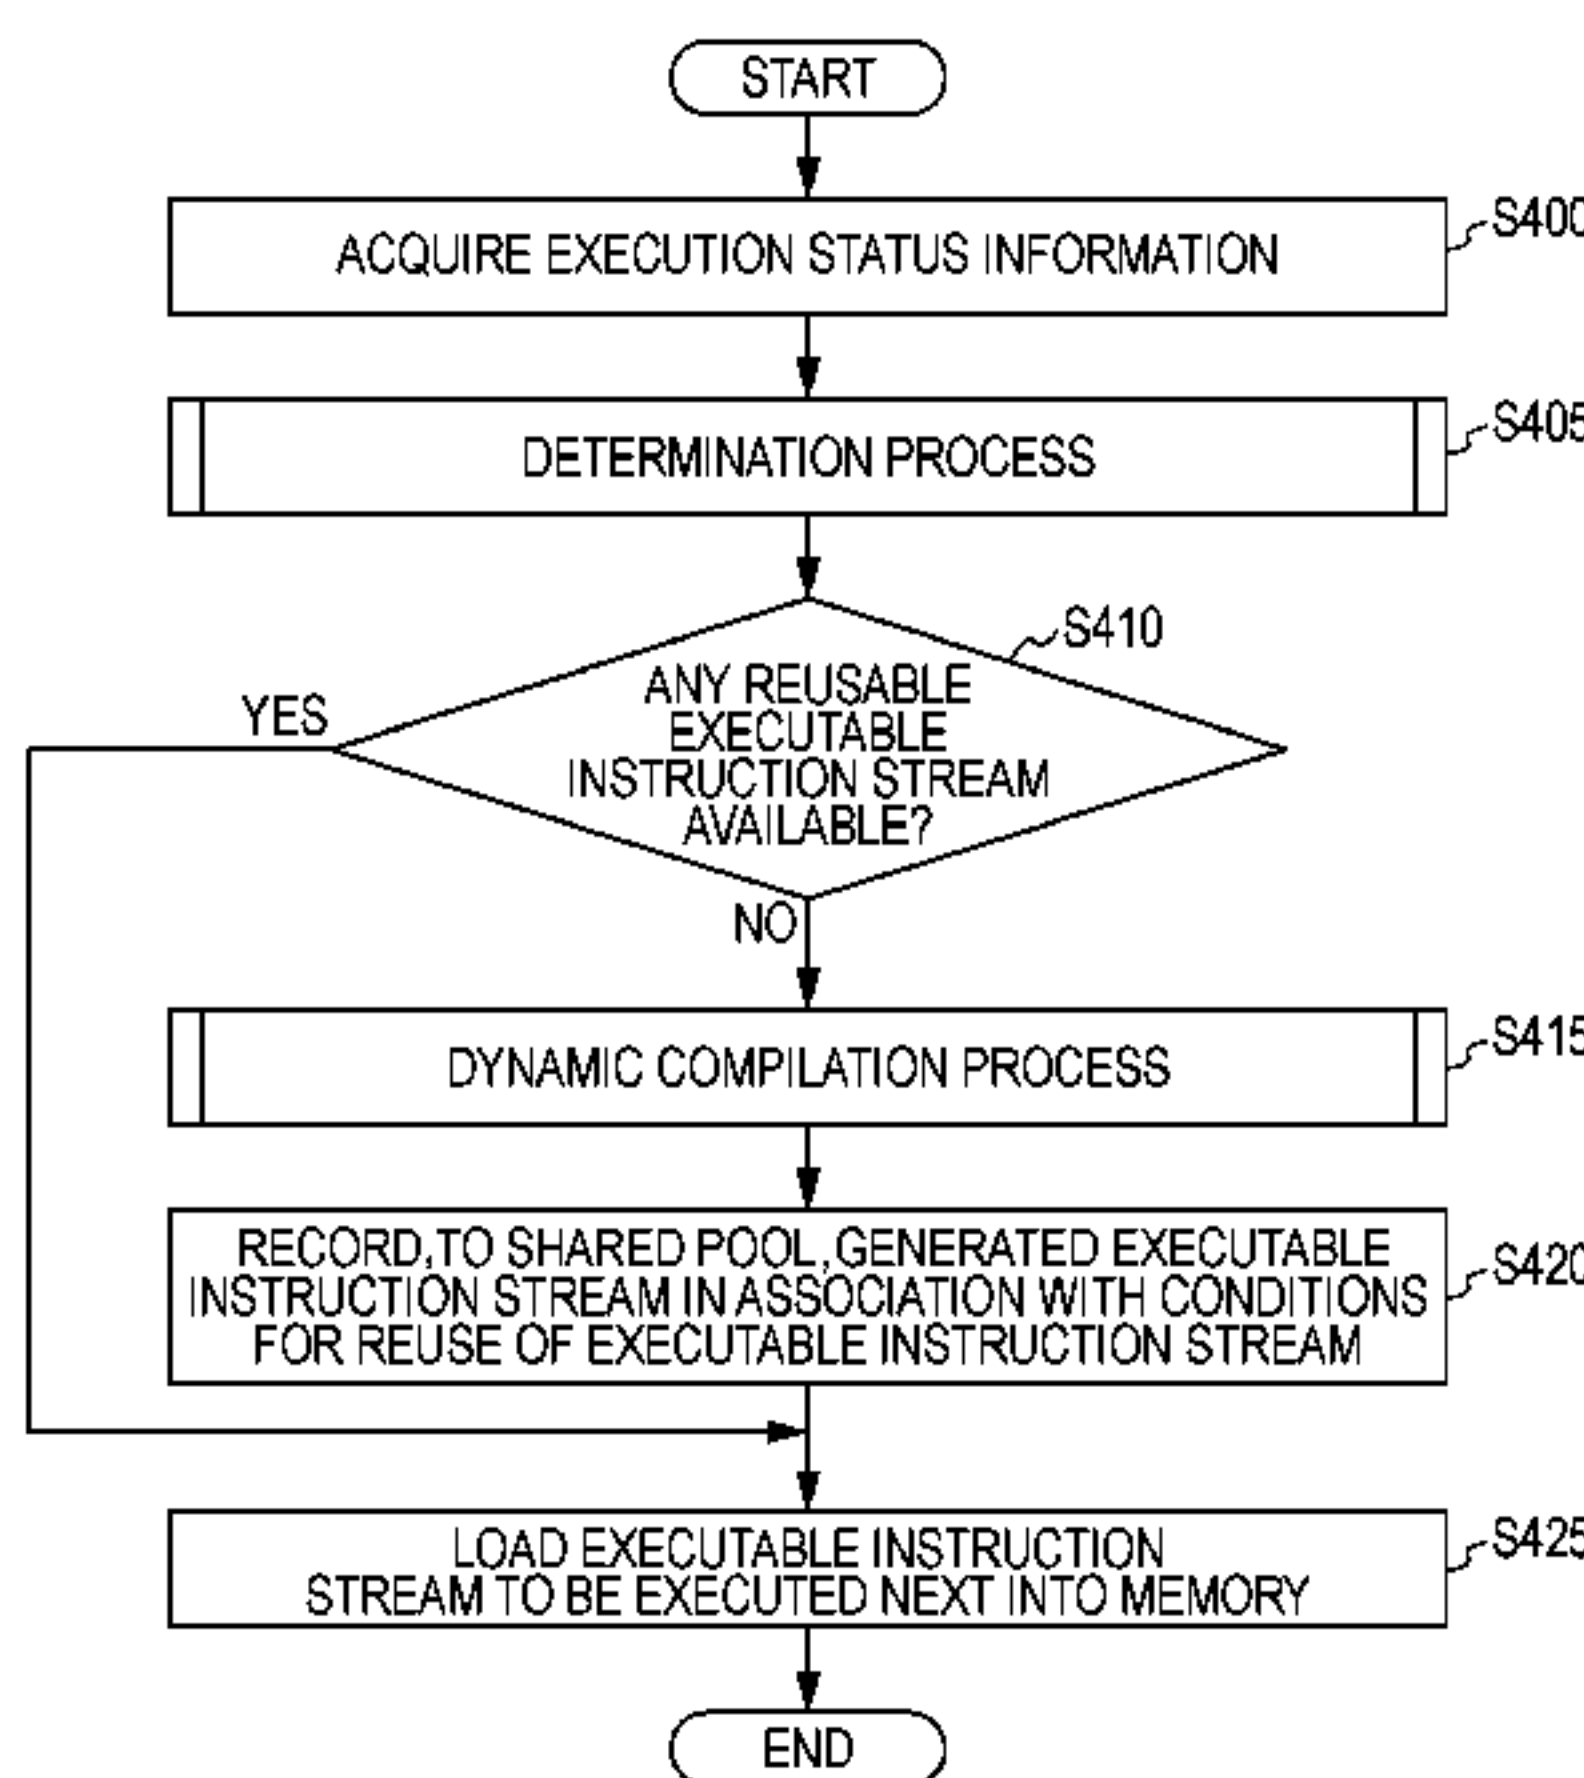 START
ACQUIRE EXECUTION STATUS INFORMATION
S400
DETERMINATION PROCESS
S405
S410
ANY REUSABLE
EXECUTABLE
INSTRUCTION STREAM
AVAILABLE?
YES
NO
DYNAMIC COMPILATION PROCESS
S415
RECORD, TO SHARED POOL, GENERATED EXECUTABLE
INSTRUCTION STREAM IN ASSOCIATION WITH CONDITIONS
FOR REUSE OF EXECUTABLE INSTRUCTION STREAM
S420
LOAD EXECUTABLE INSTRUCTION
STREAM TO BE EXECUTED NEXT INTO MEMORY
S425
END